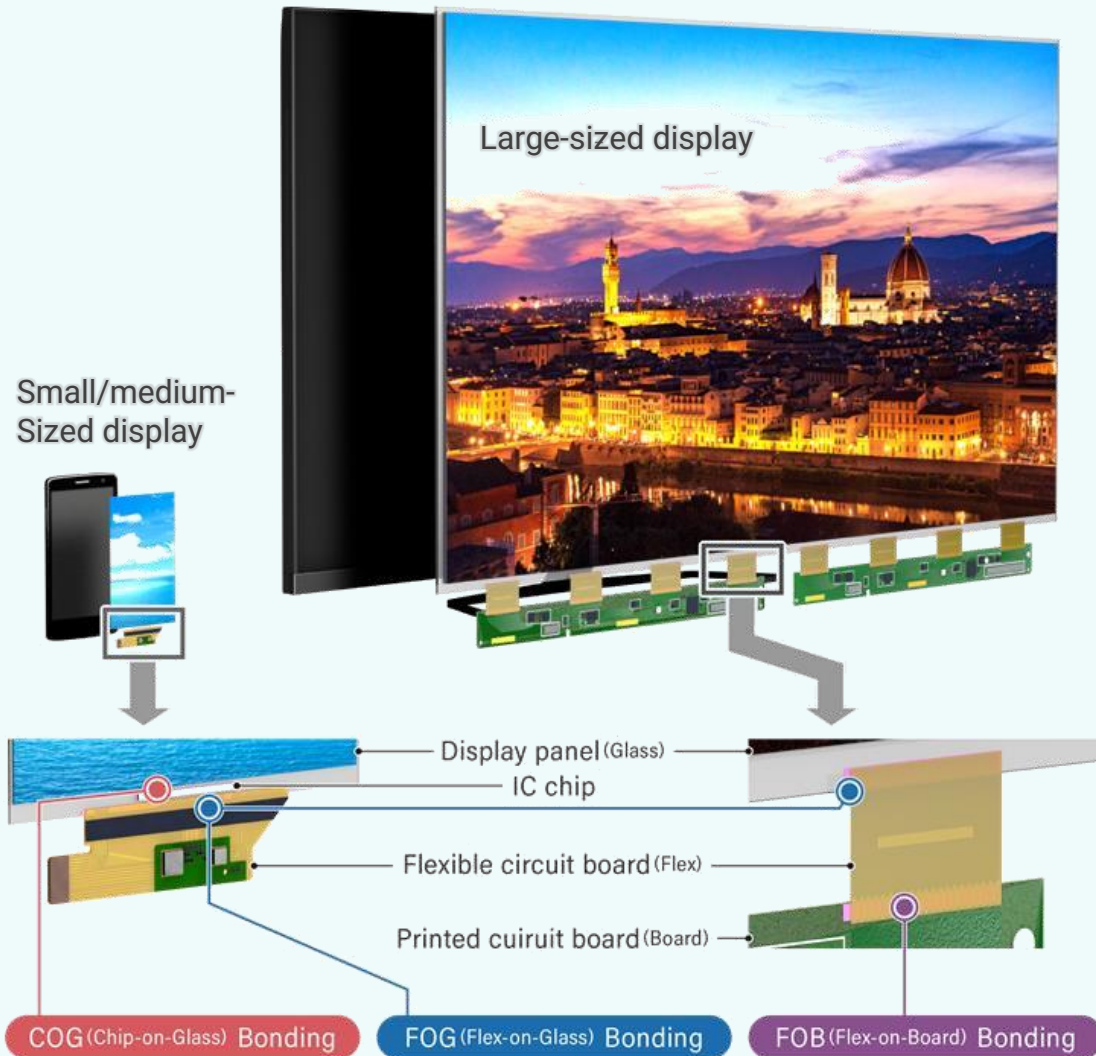 Large-sized display
Small/medium-
Sized display
Display panel (Glass)
IC chip
Flexible circuit board (Flex)
Printed cuiruit board (Board)
COG (Chip-on-Glass) Bonding
FOG (Flex-on-Glass) Bonding
FOB (Flex-on-Board) Bonding